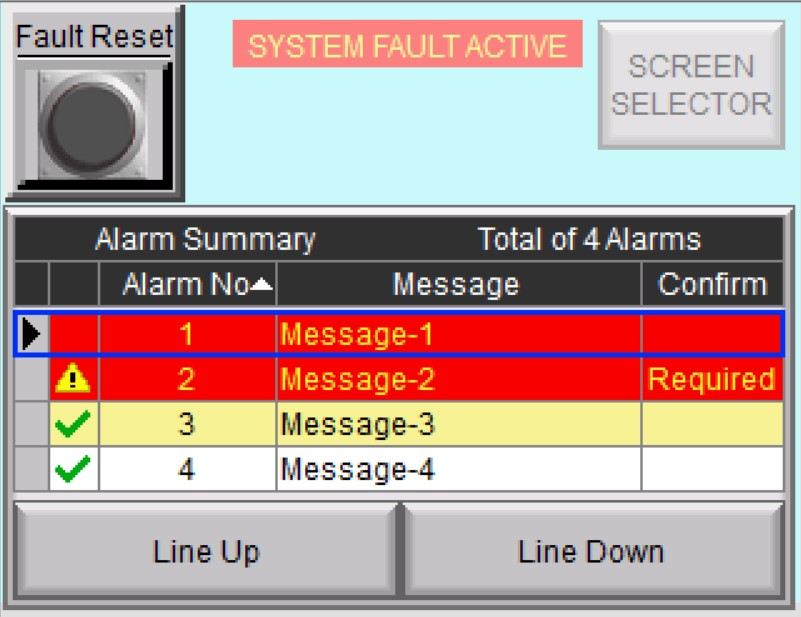 Fault Reset
SYSTEM FAULT ACTIVE
SCREEN
SELECTOR
Alarm Summary Total of 4 Alarms
Alarm No Message Confirm
1 Message-1
2 Message-2 Required
3 Message-3
4 Message-4
Line Up Line Down